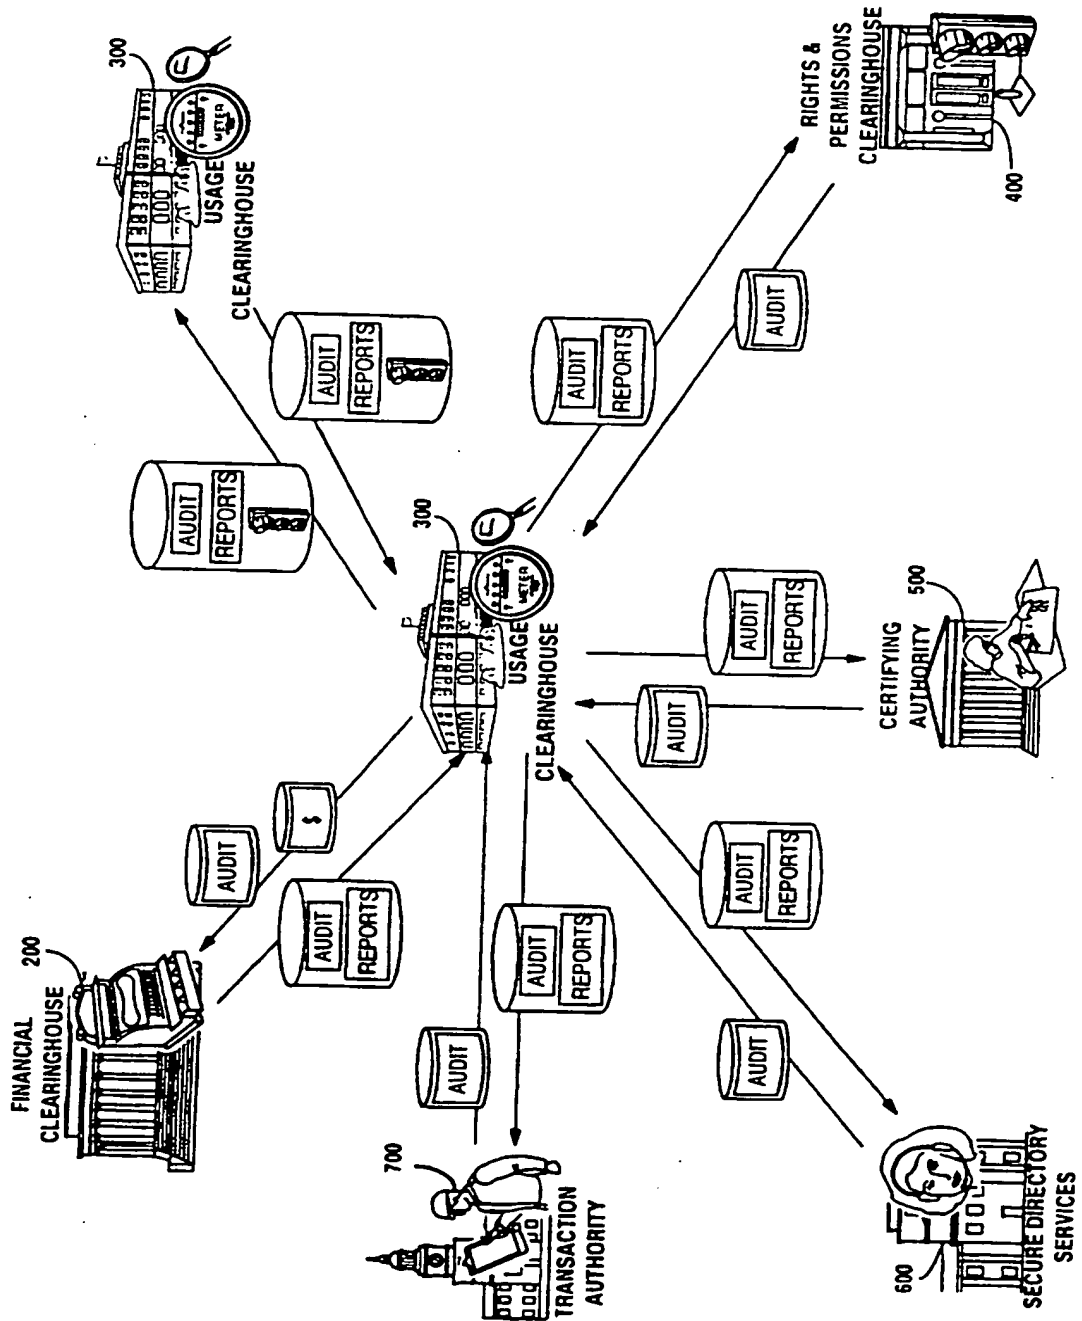 FINANCIAL
CLEARINGHOUSE
200
AUDIT
$
AUDIT
REPORTS
AUDIT
REPORTS
300
USAGE
CLEARINGHOUSE
METER
AUDIT
REPORTS
TRANSACTION
AUTHORITY
700
AUDIT
AUDIT
REPORTS
300
USAGE
CLEARINGHOUSE
METER
AUDIT
REPORTS
AUDIT
RIGHTS &
PERMISSIONS
CLEARINGHOUSE
400
SECURE DIRECTORY
SERVICES
600
AUDIT
AUDIT
REPORTS
AUDIT
AUDIT
REPORTS
CERTIFYING
AUTHORITY
500